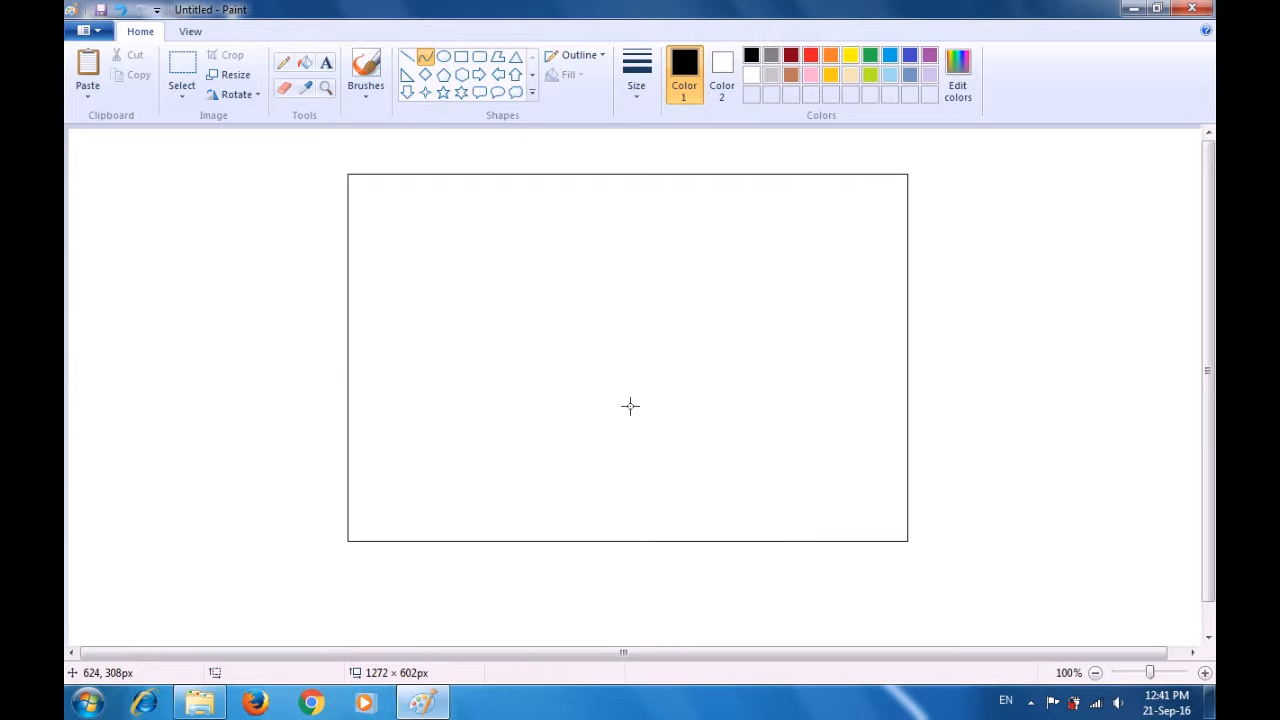 Untitled - Paint
Home View
Paste
Cut
Copy
Clipboard
Select
Crop
Resize
Rotate
Image
A
Tools
Brushes
Outline
Fill
Shapes
Size
Color 1
Color 2
Edit colors
Colors
624, 308px
1272 × 602px
100%
EN
12:41 PM
21-Sep-16